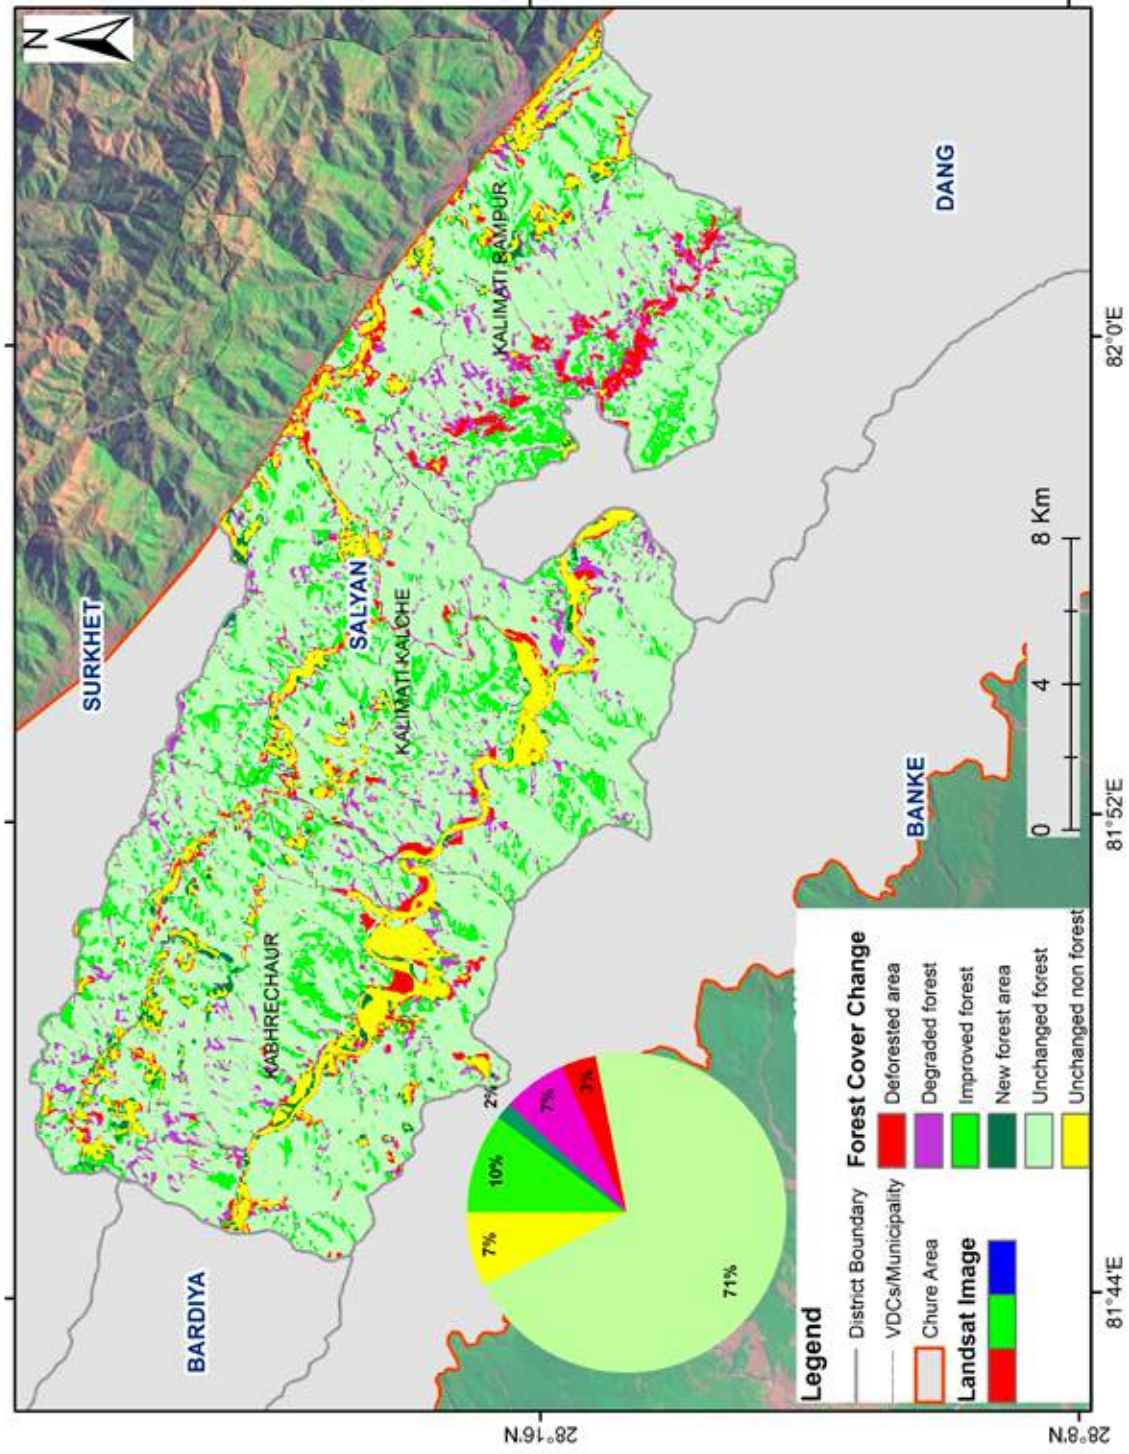 N
SURKHET
SALYAN
KALIMATI RAMPUR
KALIMATI KALCHE
KABHRECHAUR
BARDIYA
DANG
BANKE
2%
7%
3%
10%
7%
71%
0 4 8 Km
Legend
District Boundary
VDCs/Municipality
Chure Area
Landsat Image
Forest Cover Change
Deforested area
Degraded forest
Improved forest
New forest area
Unchanged forest
Unchanged non forest
81°44'E
81°52'E
82°0'E
28°16'N
28°8'N